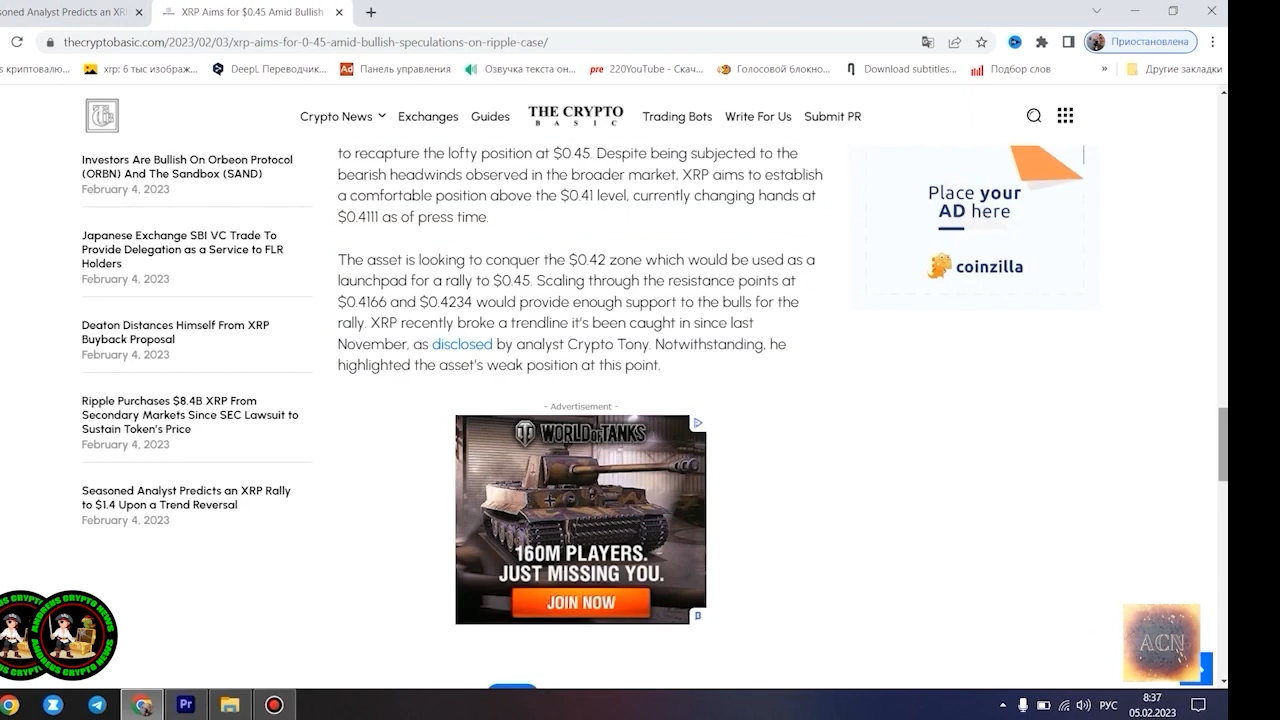 soned Analyst Predicts an XR
XRP Aims for $0.45 Amid Bullish
thecryptobasic.com/2023/02/03/xrp-aims-for-0-45-amid-bullish-speculations-on-ripple-case/
Приостановлена
s криптовалю...
xrp: 6 тыс изображ...
DeepL Переводчик...
Ad Панель управления
Озвучка текста он...
pre 220YouTube - Скач...
Голосовой блокно...
Download subtitles...
Подбор слов
»
Другие закладки
Crypto News
Exchanges
Guides
THE CRYPTO
BASIC
Trading Bots
Write For Us
Submit PR
Investors Are Bullish On Orbeon Protocol
(ORBN) And The Sandbox (SAND)
February 4, 2023
Japanese Exchange SBI VC Trade To
Provide Delegation as a Service to FLR
Holders
February 4, 2023
Deaton Distances Himself From XRP
Buyback Proposal
February 4, 2023
Ripple Purchases $8.4B XRP From
Secondary Markets Since SEC Lawsuit to
Sustain Token's Price
February 4, 2023
Seasoned Analyst Predicts an XRP Rally
to $1.4 Upon a Trend Reversal
February 4, 2023
to recapture the lofty position at $0.45. Despite being subjected to the
bearish headwinds observed in the broader market, XRP aims to establish
a comfortable position above the $0.41 level, currently changing hands at
$0.4111 as of press time.
The asset is looking to conquer the $0.42 zone which would be used as a
launchpad for a rally to $0.45. Scaling through the resistance points at
$0.4166 and $0.4234 would provide enough support to the bulls for the
rally. XRP recently broke a trendline it's been caught in since last
November, as disclosed by analyst Crypto Tony. Notwithstanding, he
highlighted the asset's weak position at this point.
- Advertisement -
WORLD OF TANKS
160M PLAYERS.
JUST MISSING YOU.
JOIN NOW
Place your
AD here
coinzilla
ANDREUS CRYPTO NEWS
ANDREUS CRYPTO NEWS
ACN
Pr
РУС
8:37
05.02.2023